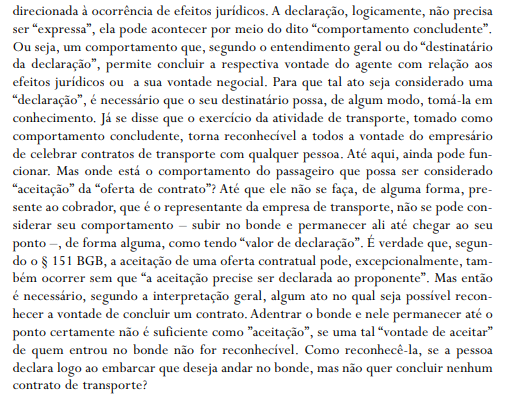 direcionada à ocorrência de efeitos jurídicos. A declaração, logicamente, não precisa
ser “expressa”, ela pode acontecer por meio do dito “comportamento concludente”.
Ou seja, um comportamento que, segundo o entendimento geral ou do “destinatário
da declaração”, permite concluir a respectiva vontade do agente com relação aos
efeitos jurídicos ou  a sua vontade negocial. Para que tal ato seja considerado uma
“declaração”, é necessário que o seu destinatário possa, de algum modo, tomá-la em
conhecimento. Já se disse que o exercício da atividade de transporte, tomado como
comportamento concludente, torna reconhecível a todos a vontade do empresário
de celebrar contratos de transporte com qualquer pessoa. Até aqui, ainda pode fun-
cionar. Mas onde está o comportamento do passageiro que possa ser considerado
“aceitação” da “oferta de contrato”? Até que ele não se faça, de alguma forma, pre-
sente ao cobrador, que é o representante da empresa de transporte, não se pode con-
siderar seu comportamento – subir no bonde e permanecer ali até chegar ao seu
ponto –, de forma alguma, como tendo “valor de declaração”. É verdade que, segun-
do o § 151 BGB, a aceitação de uma oferta contratual pode, excepcionalmente, tam-
bém ocorrer sem que “a aceitação precise ser declarada ao proponente”. Mas então
é necessário, segundo a interpretação geral, algum ato no qual seja possível recon-
hecer a vontade de concluir um contrato. Adentrar o bonde e nele permanecer até o
ponto certamente não é suficiente como ”aceitação”, se uma tal “vontade de aceitar”
de quem entrou no bonde não for reconhecível. Como reconhecê-la, se a pessoa
declara logo ao embarcar que deseja andar no bonde, mas não quer concluir nenhum
contrato de transporte?